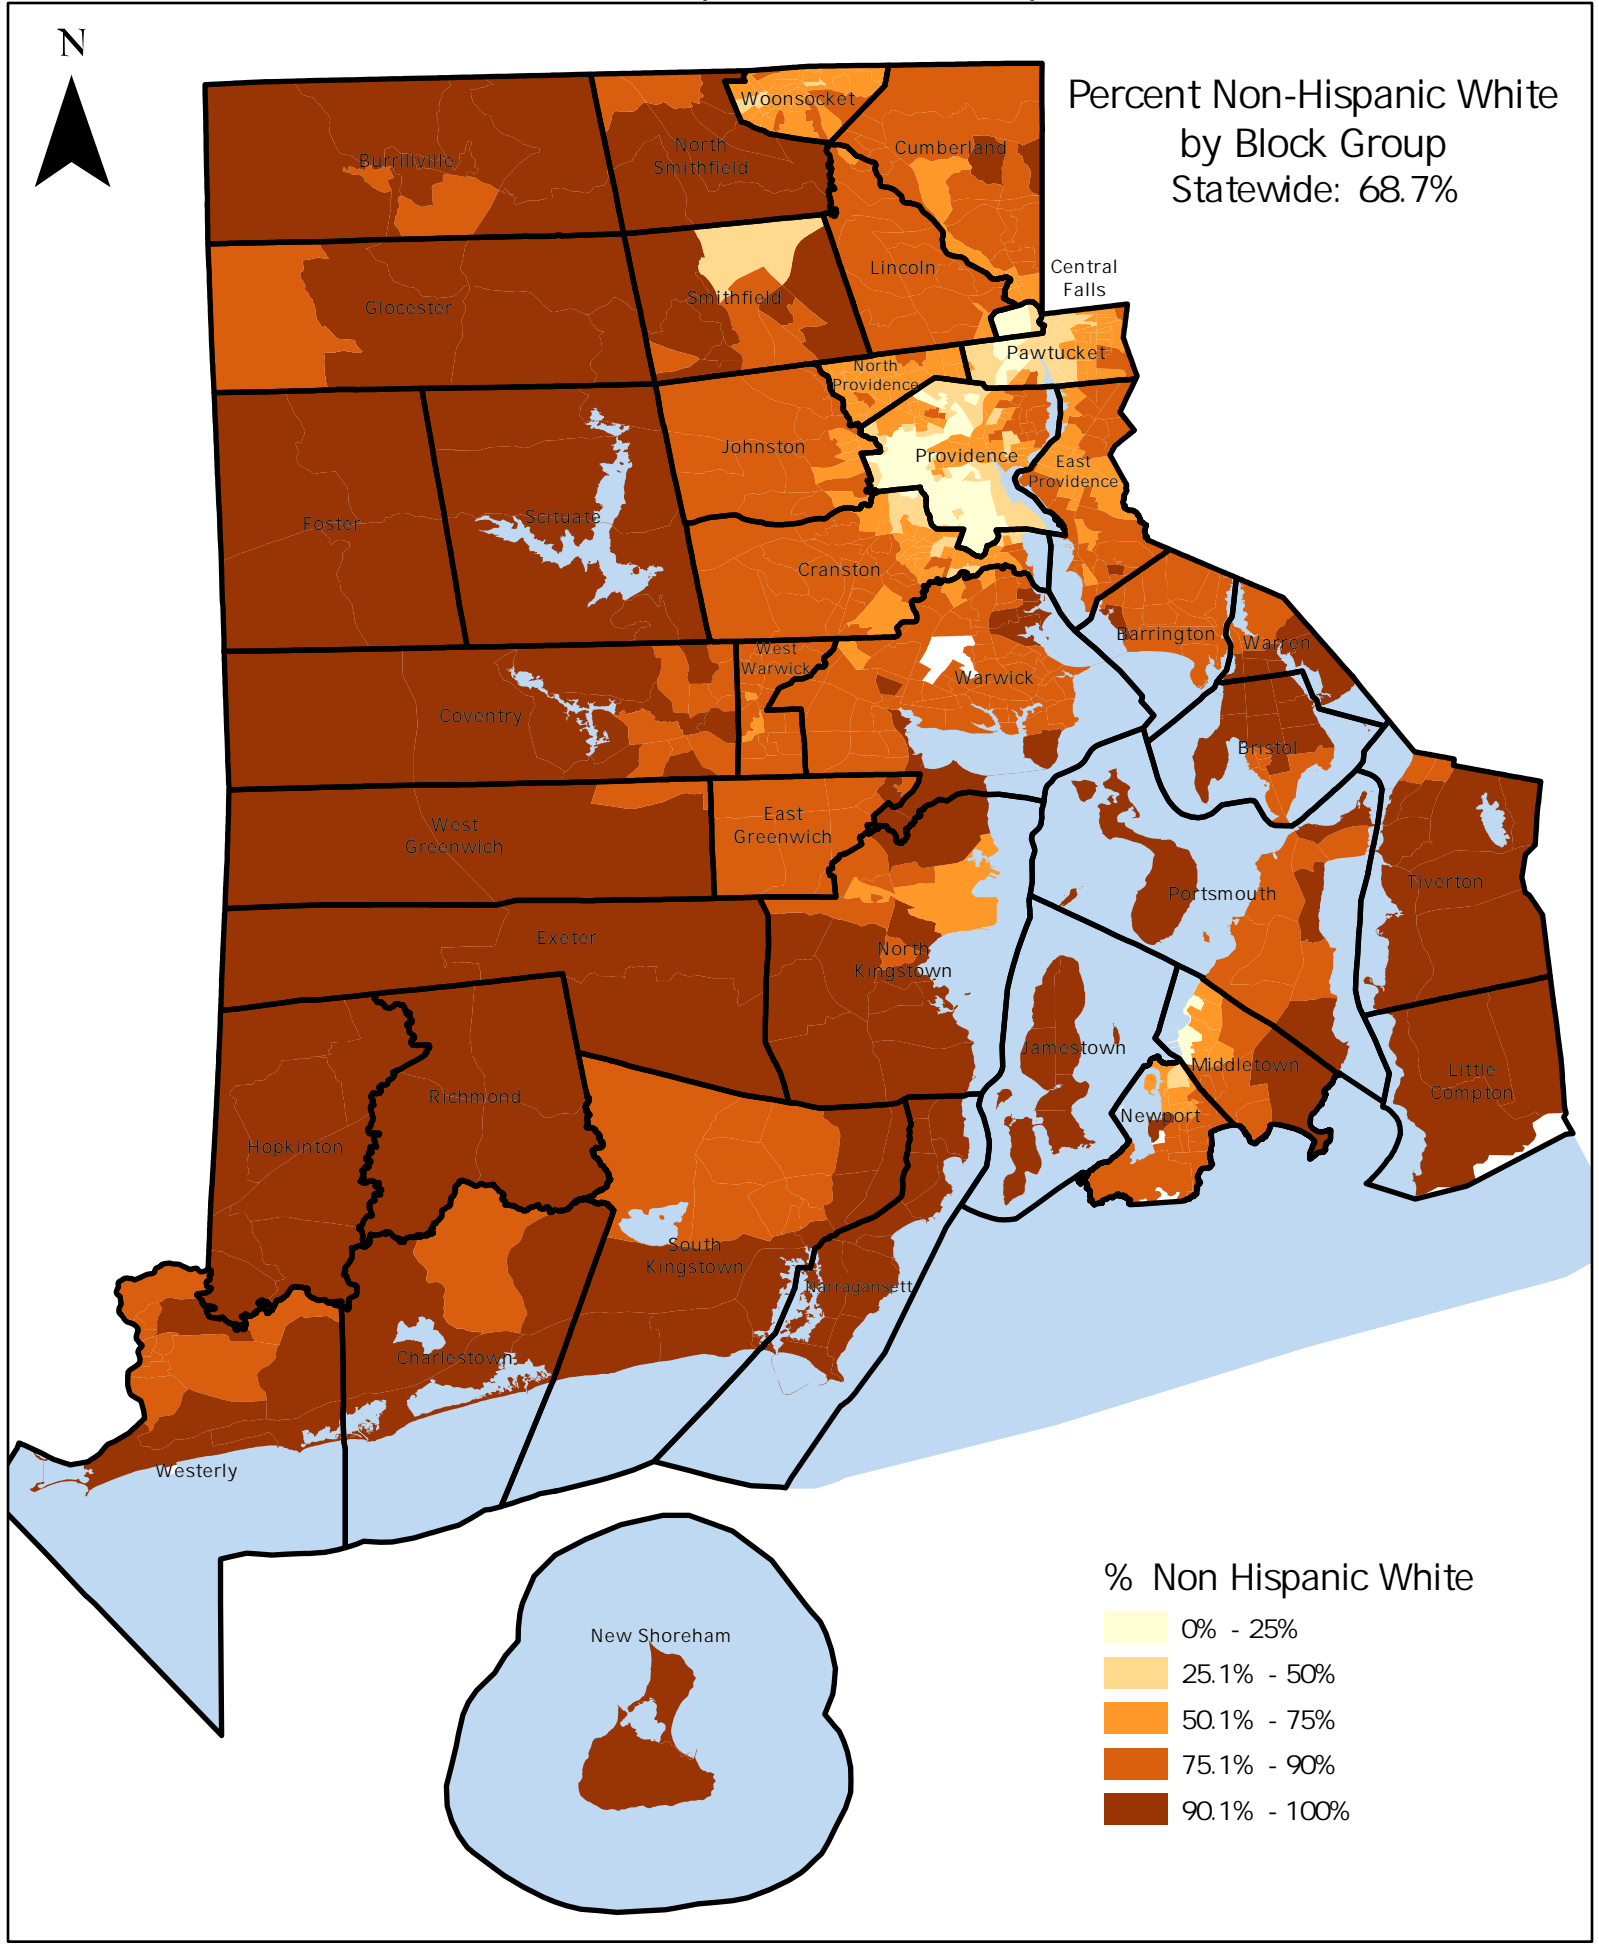 N
Percent Non-Hispanic White
by Block Group
Statewide: 68.7%
Woonsocket
Burrillville
North
Smithfield
Cumberland
Glocester
Smithfield
Lincoln
Central
Falls
Pawtucket
North
Providence
Foster
Scituate
Johnston
Providence
East
Providence
Cranston
Coventry
West
Warwick
Warwick
Barrington
Warren
Bristol
West
Greenwich
East
Greenwich
Portsmouth
Tiverton
Exeter
North
Kingstown
Hopkinton
Richmond
Jamestown
Middletown
Newport
Little
Compton
South
Kingstown
Narragansett
Charlestown
Westerly
New Shoreham
% Non Hispanic White
0% - 25%
25.1% - 50%
50.1% - 75%
75.1% - 90%
90.1% - 100%